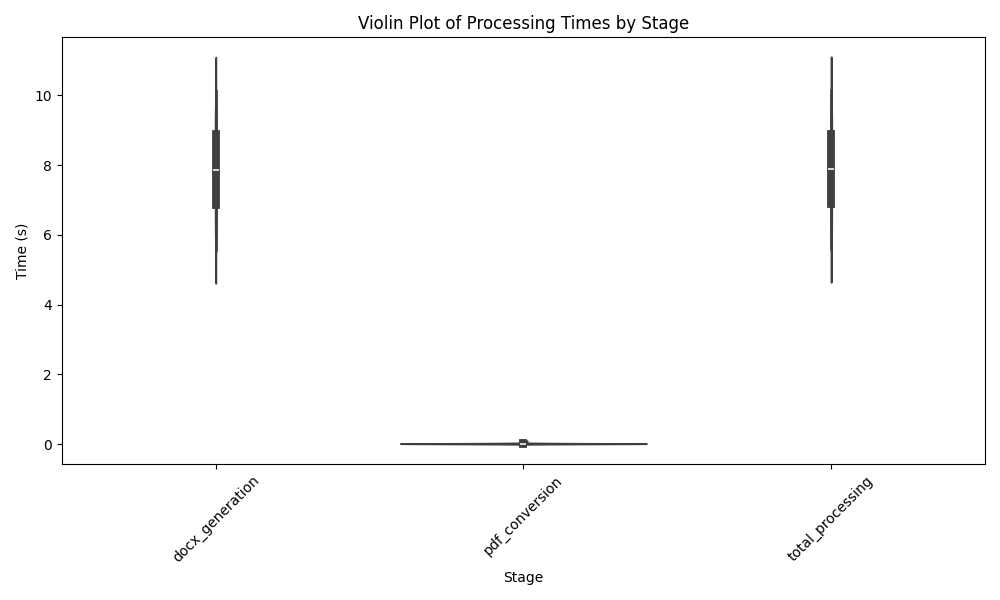 Violin Plot of Processing Times by Stage
Time (s)
10
8
6
4
2
0
docx_generation
pdf_conversion
total_processing
Stage